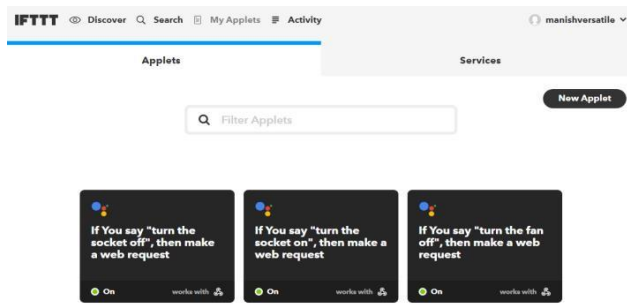 IFTTT Discover Search My Applets Activity manishversatile
Applets Services
New Applet
Filter Applets
If You say "turn the
socket off", then make
a web request
On works with
If You say "turn the
socket on", then make a
web request
On works with
If You say "turn the fan
off", then make a web
request
On works with